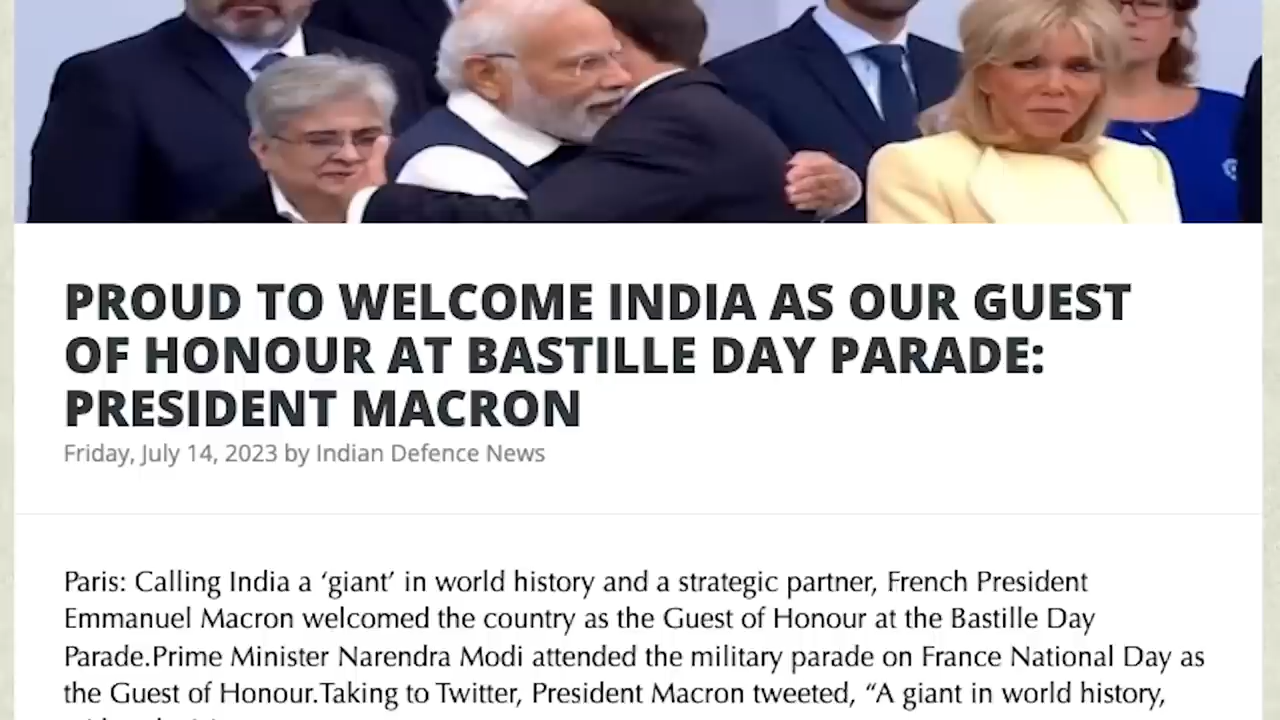 PROUD TO WELCOME INDIA AS OUR GUEST
OF HONOUR AT BASTILLE DAY PARADE:
PRESIDENT MACRON
Friday, July 14, 2023 by Indian Defence News
Paris: Calling India a ‘giant’ in world history and a strategic partner, French President
Emmanuel Macron welcomed the country as the Guest of Honour at the Bastille Day
Parade.Prime Minister Narendra Modi attended the military parade on France National Day as
the Guest of Honour.Taking to Twitter, President Macron tweeted, “A giant in world history,